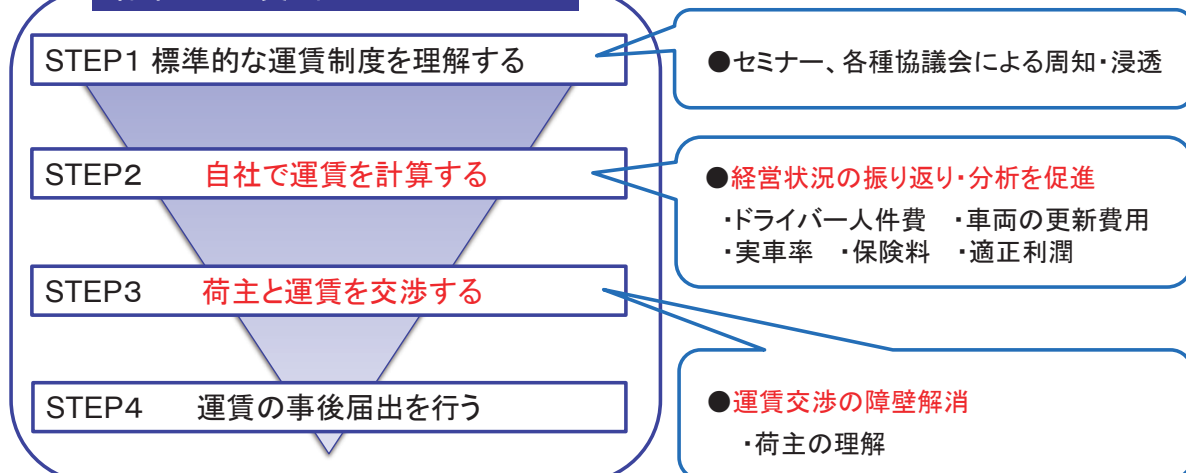 STEP1 標準的な運賃制度を理解する
●セミナー、各種協議会による周知・浸透
STEP2 自社で運賃を計算する
●経営状況の振り返り・分析を促進
・ドライバー人件費 ・車両の更新費用
・実車率 ・保険料 ・適正利潤
STEP3 荷主と運賃を交渉する
STEP4 運賃の事後届出を行う
●運賃交渉の障壁解消
・荷主の理解